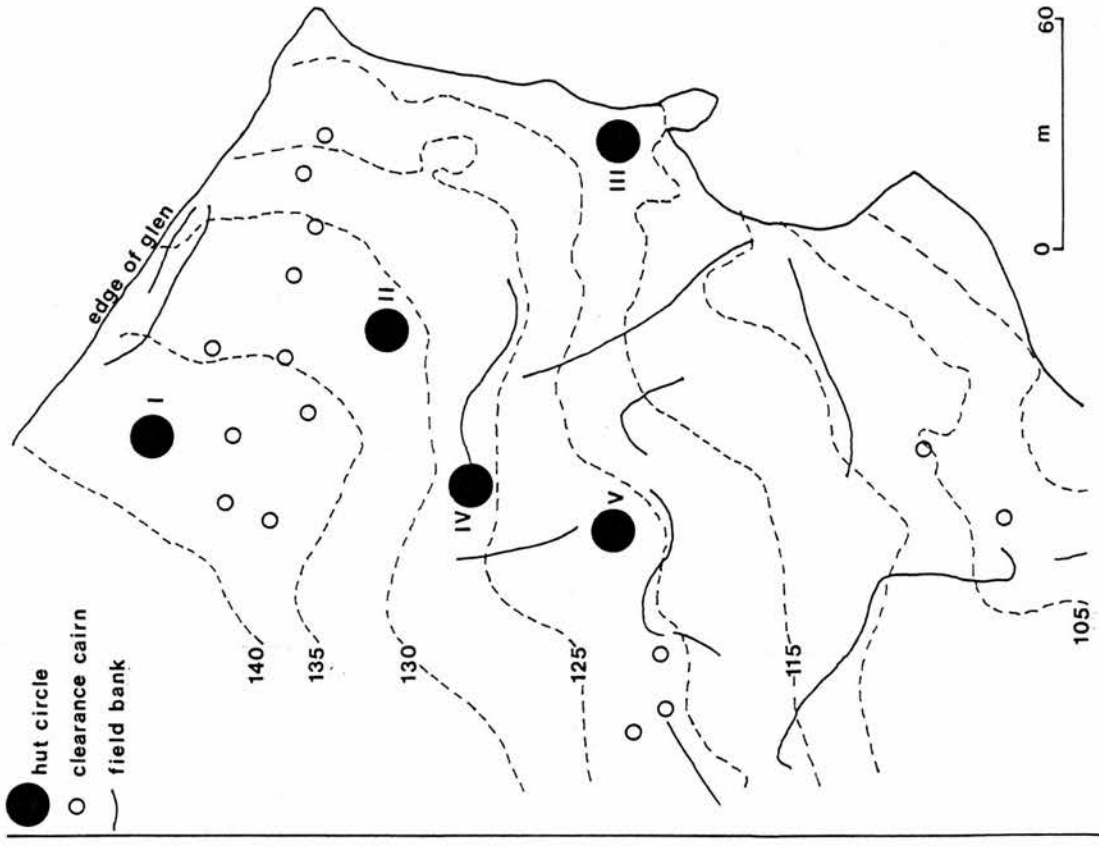 hut circle
clearance cairn
field bank
edge of glen
I
II
III
IV
V
140
135
130
125
115
105
0
m
60